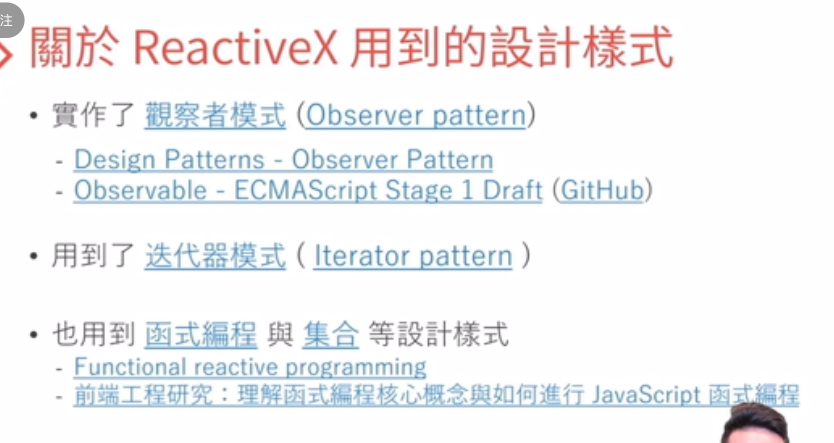 注
關於 ReactiveX 用到的設計樣式
• 實作了 觀察者模式 (Observer pattern)
- Design Patterns - Observer Pattern
- Observable - ECMAScript Stage 1 Draft (GitHub)
• 用到了 迭代器模式 ( Iterator pattern )
• 也用到 函式編程 與 集合 等設計樣式
- Functional reactive programming
- 前端工程研究：理解函式編程核心概念與如何進行 JavaScript 函式編程